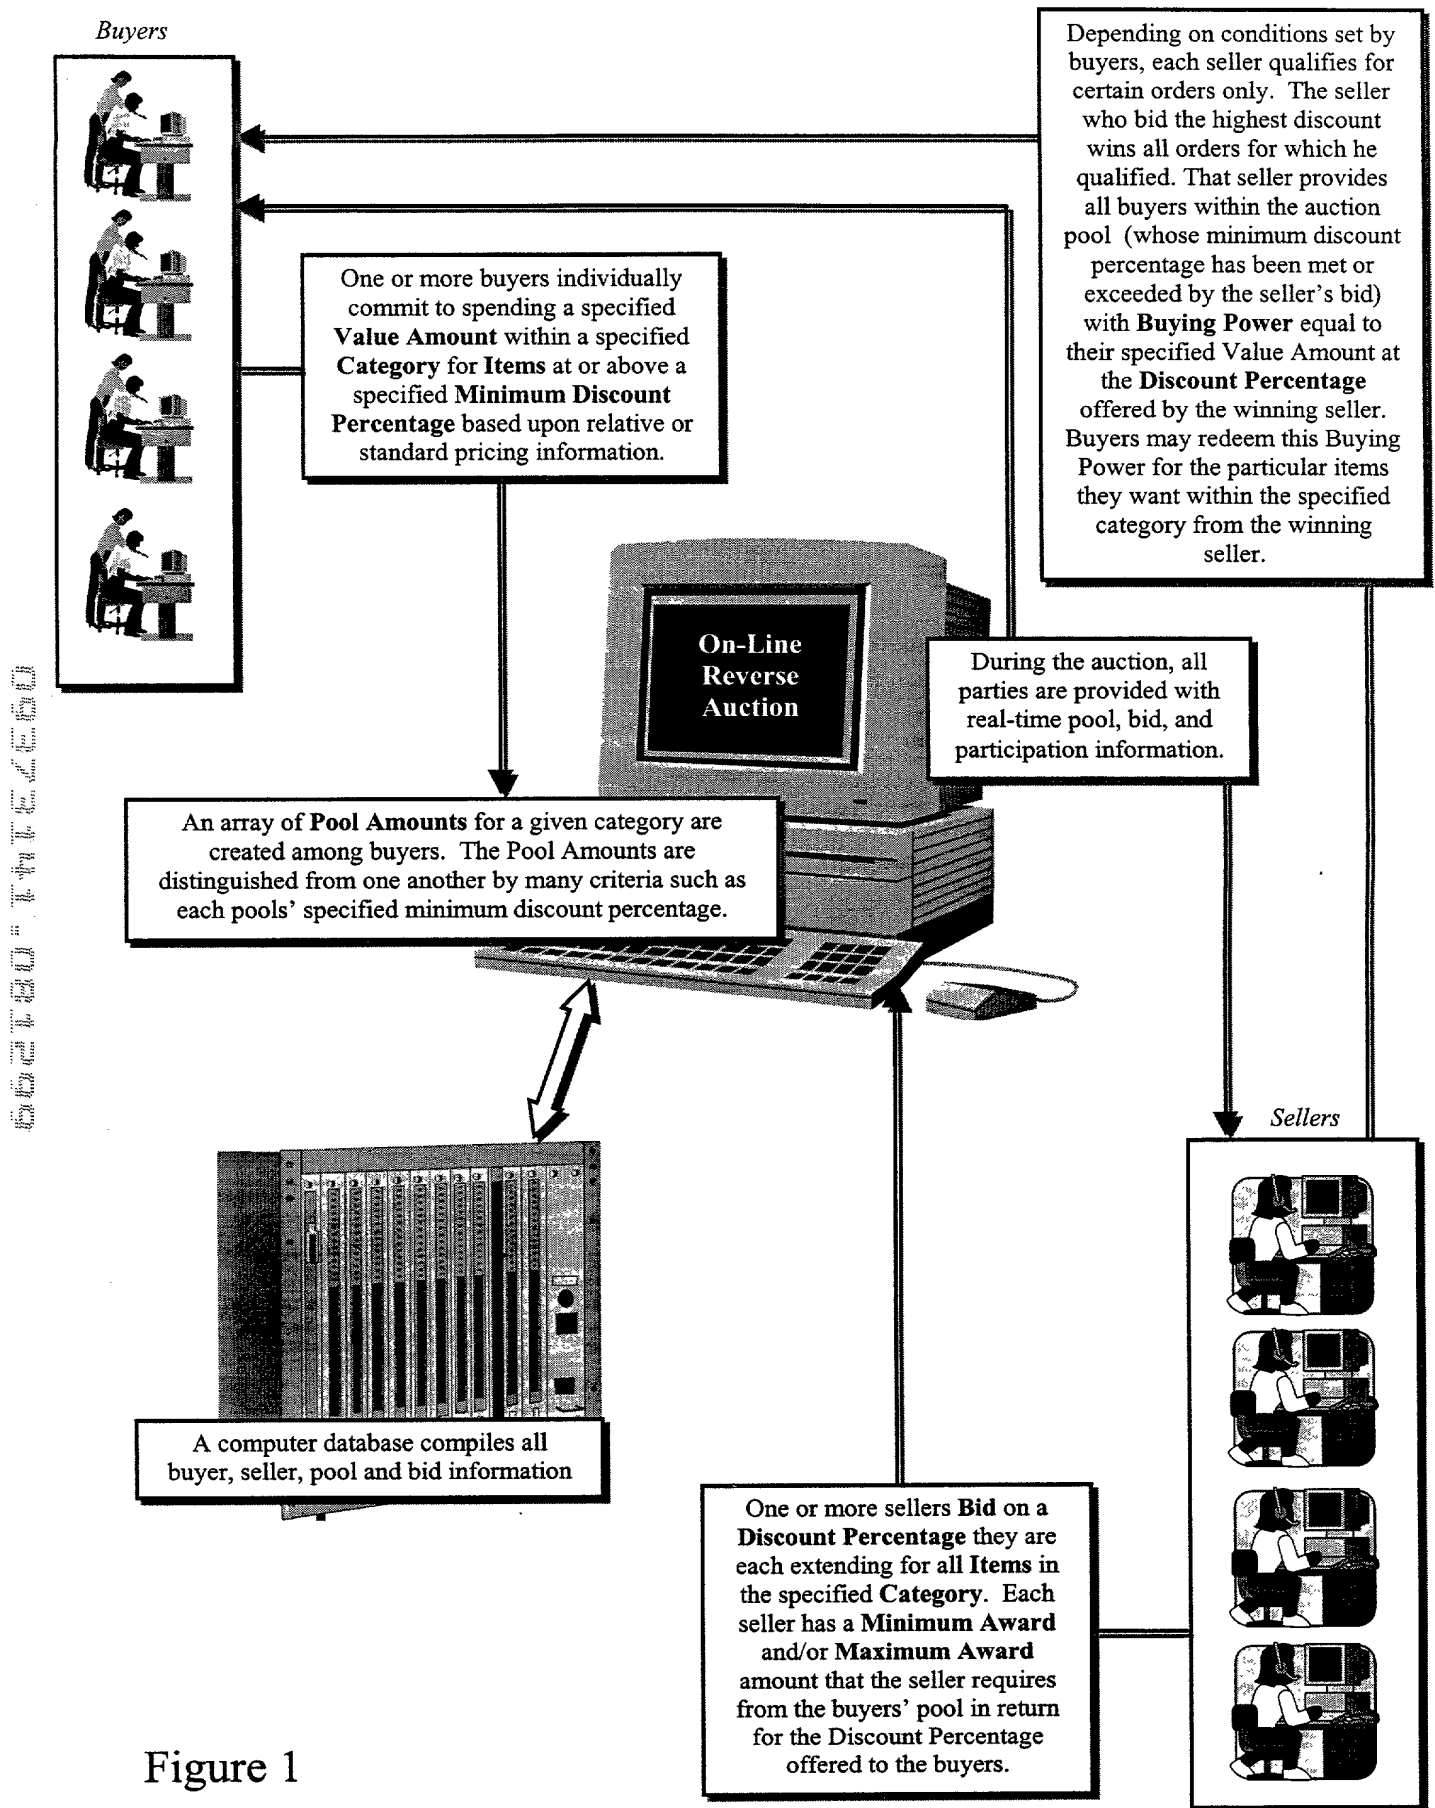 Buyers
Depending on conditions set by
buyers, each seller qualifies for
certain orders only.  The seller
who bid the highest discount
wins all orders for which he
qualified. That seller provides
all buyers within the auction
pool  (whose minimum discount
percentage has been met or
exceeded by the seller's bid)
with Buying Power equal to
their specified Value Amount at
the Discount Percentage
offered by the winning seller.
Buyers may redeem this Buying
Power for the particular items
they want within the specified
category from the winning
seller.
One or more buyers individually
commit to spending a specified
Value Amount within a specified
Category for Items at or above a
specified Minimum Discount
Percentage based upon relative or
standard pricing information.
On-Line
Reverse
Auction
During the auction, all
parties are provided with
real-time pool, bid, and
participation information.
An array of Pool Amounts for a given category are
created among buyers.  The Pool Amounts are
distinguished from one another by many criteria such as
each pools' specified minimum discount percentage.
Sellers
A computer database compiles all
buyer, seller, pool and bid information
One or more sellers Bid on a
Discount Percentage they are
each extending for all Items in
the specified Category.  Each
seller has a Minimum Award
and/or Maximum Award
amount that the seller requires
from the buyers' pool in return
for the Discount Percentage
offered to the buyers.
Figure 1